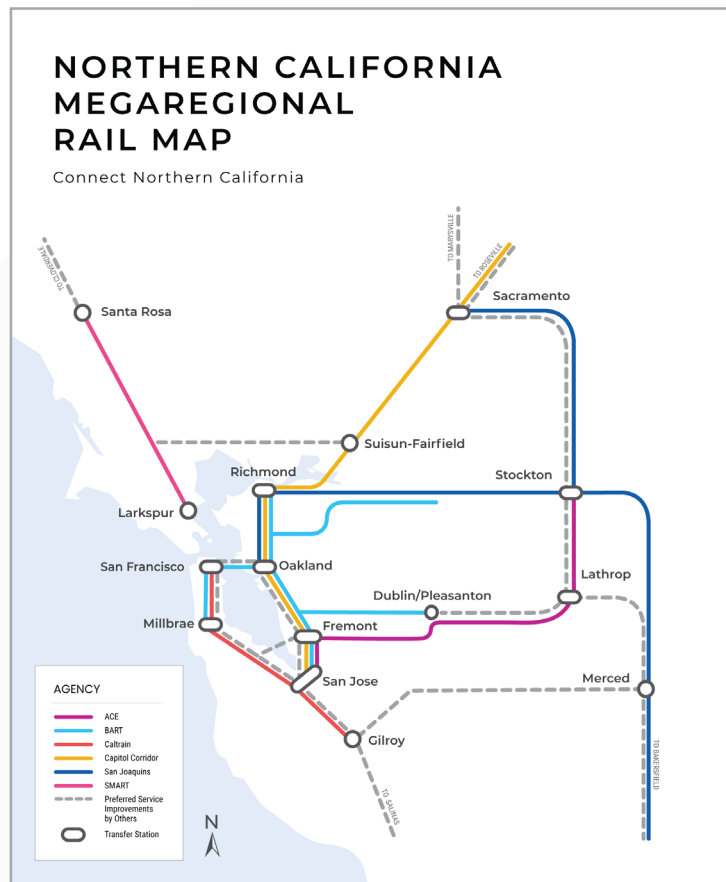 NORTHERN CALIFORNIA
MEGAREGIONAL
RAIL MAP
Connect Northern California
TO CLOVERDALE
TO MARYSVILLE
TO ROSEVILLE
Santa Rosa
Sacramento
Suisun-Fairfield
Richmond
Stockton
Larkspur
San Francisco
Oakland
Lathrop
Dublin/Pleasanton
Millbrae
Fremont
San Jose
Merced
Gilroy
TO SALINAS
TO BAKERSFIELD
AGENCY
ACE
BART
Caltrain
Capitol Corridor
San Joaquins
SMART
Preferred Service
Improvements
by Others
Transfer Station
N